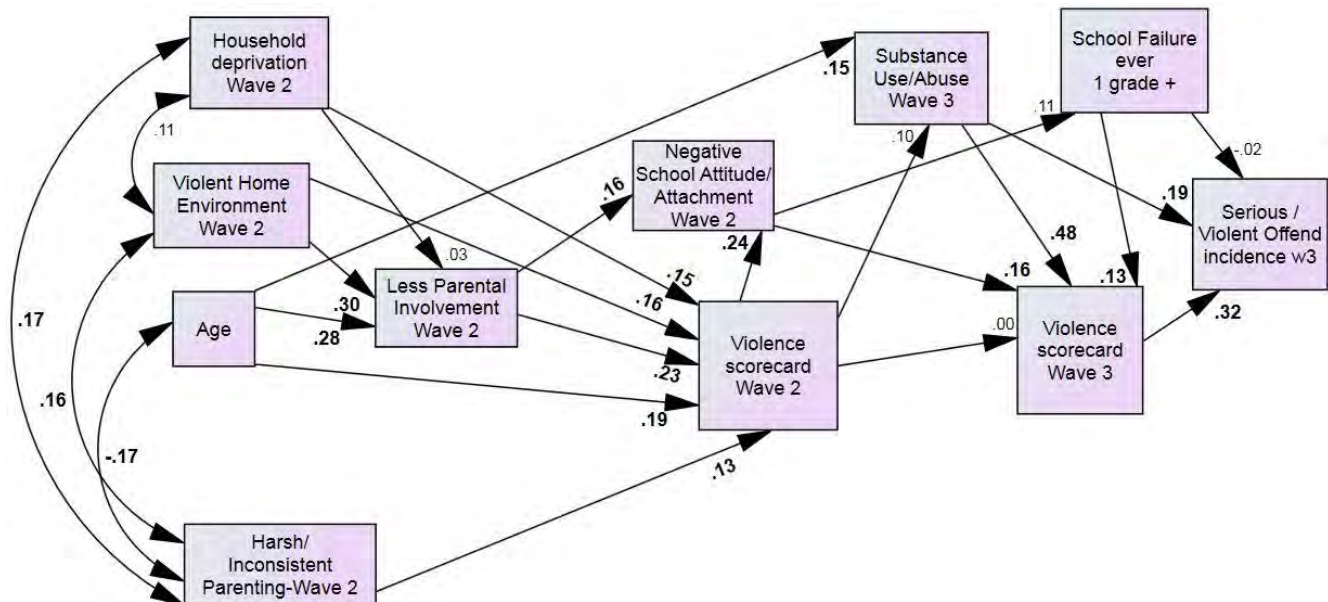 Household
deprivation
Wave 2
Substance
Use/Abuse
Wave 3
School Failure
ever
1 grade +
.15
.11
.11
.10
Violent Home
Environment
Wave 2
Negative
School Attitude/
Attachment
Wave 2
-.02
.16
.19
Serious /
Violent Offend
incidence w3
.03
.24
.48
.15
.16
.13
.17
Age
.30
.28
Less Parental
Involvement
Wave 2
.16
Violence
scorecard
Wave 2
.00
Violence
scorecard
Wave 3
.32
.23
.16
.19
-.17
.13
Harsh/
Inconsistent
Parenting-Wave 2